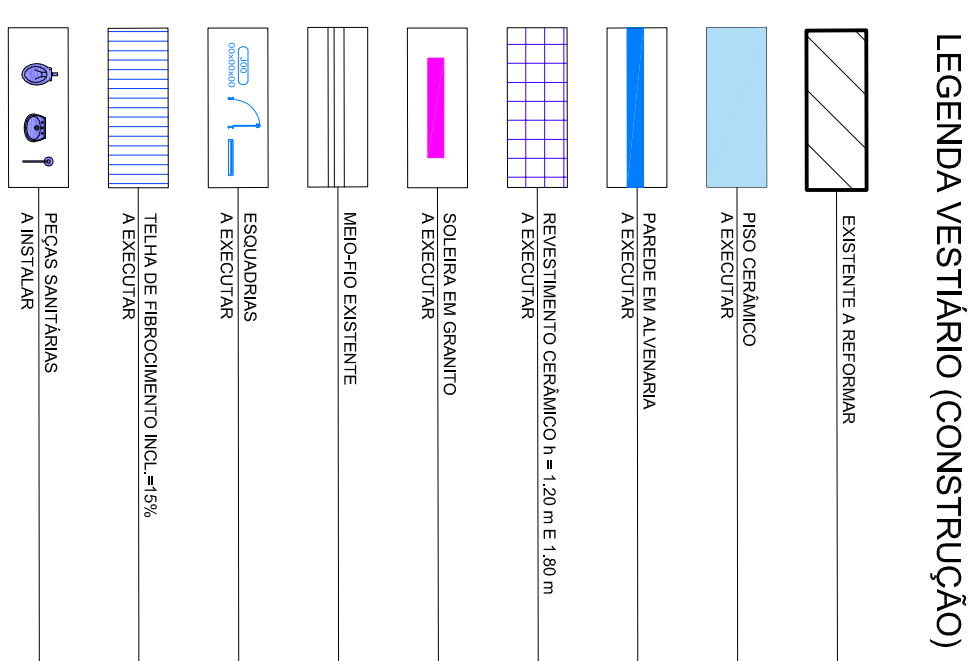 LEGENDA VESTIÁRIO (CONSTRUÇÃO)
EXISTENTE A REFORMAR
PISO CERÂMICO
A EXECUTAR
PAREDE EM ALVENARIA
A EXECUTAR
REVESTIMENTO CERÂMICO h = 1.20 m E 1.80 m
A EXECUTAR
SOLEIRA EM GRANITO
A EXECUTAR
MEIO-FIO EXISTENTE
J00
00x00x00
ESQUADRIAS
A EXECUTAR
TELHA DE FIBROCIMENTO INCL.=15%
A EXECUTAR
PEÇAS SANITÁRIAS
A INSTALAR